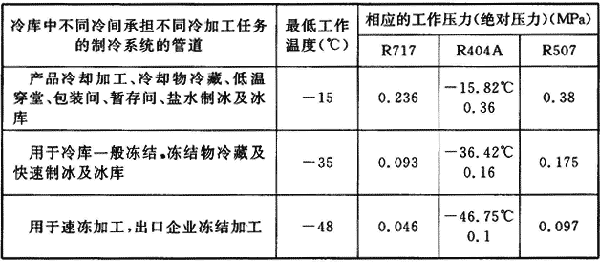 冷库中不同冷间承担不同冷加工任务
的制冷系统的管道
最低工作
温度(℃)
相应的工作压力(绝对压力)(MPa)
R717
R404A
R507
产品冷却加工、冷却物冷藏、低温
穿堂、包装间、暂存间、盐水制冰及冰
库
－15
0.236
－15.82℃
0.36
0.38
用于冷库一般冻结。冻结物冷藏及
快速制冰及冰库
－35
0.093
－36.42℃
0.16
0.175
用于速冻加工,出口企业冻结加工
－48
0.046
－46.75℃
0.1
0.097